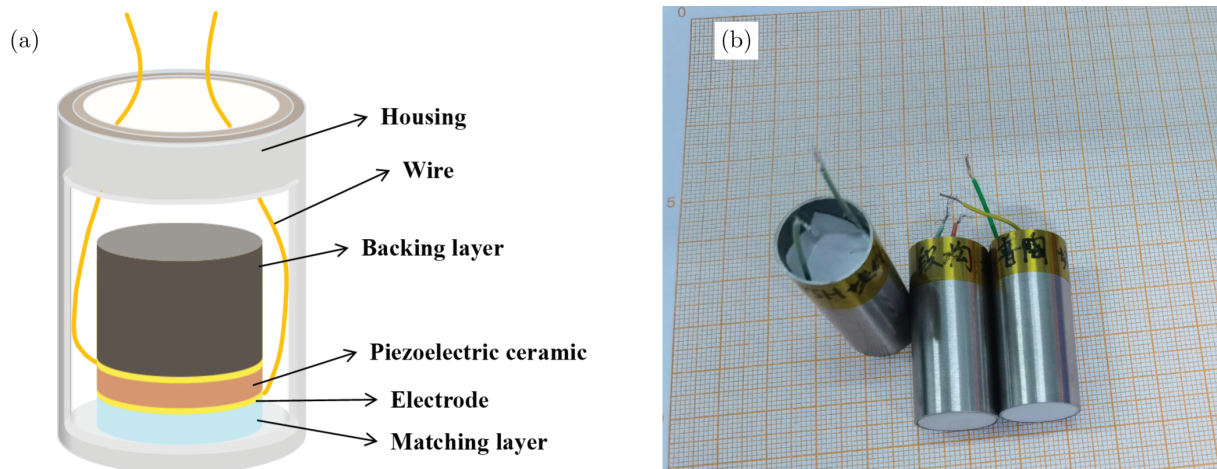 (a)
Housing
Wire
Backing layer
Piezoelectric ceramic
Electrode
Matching layer
(b)
0
5